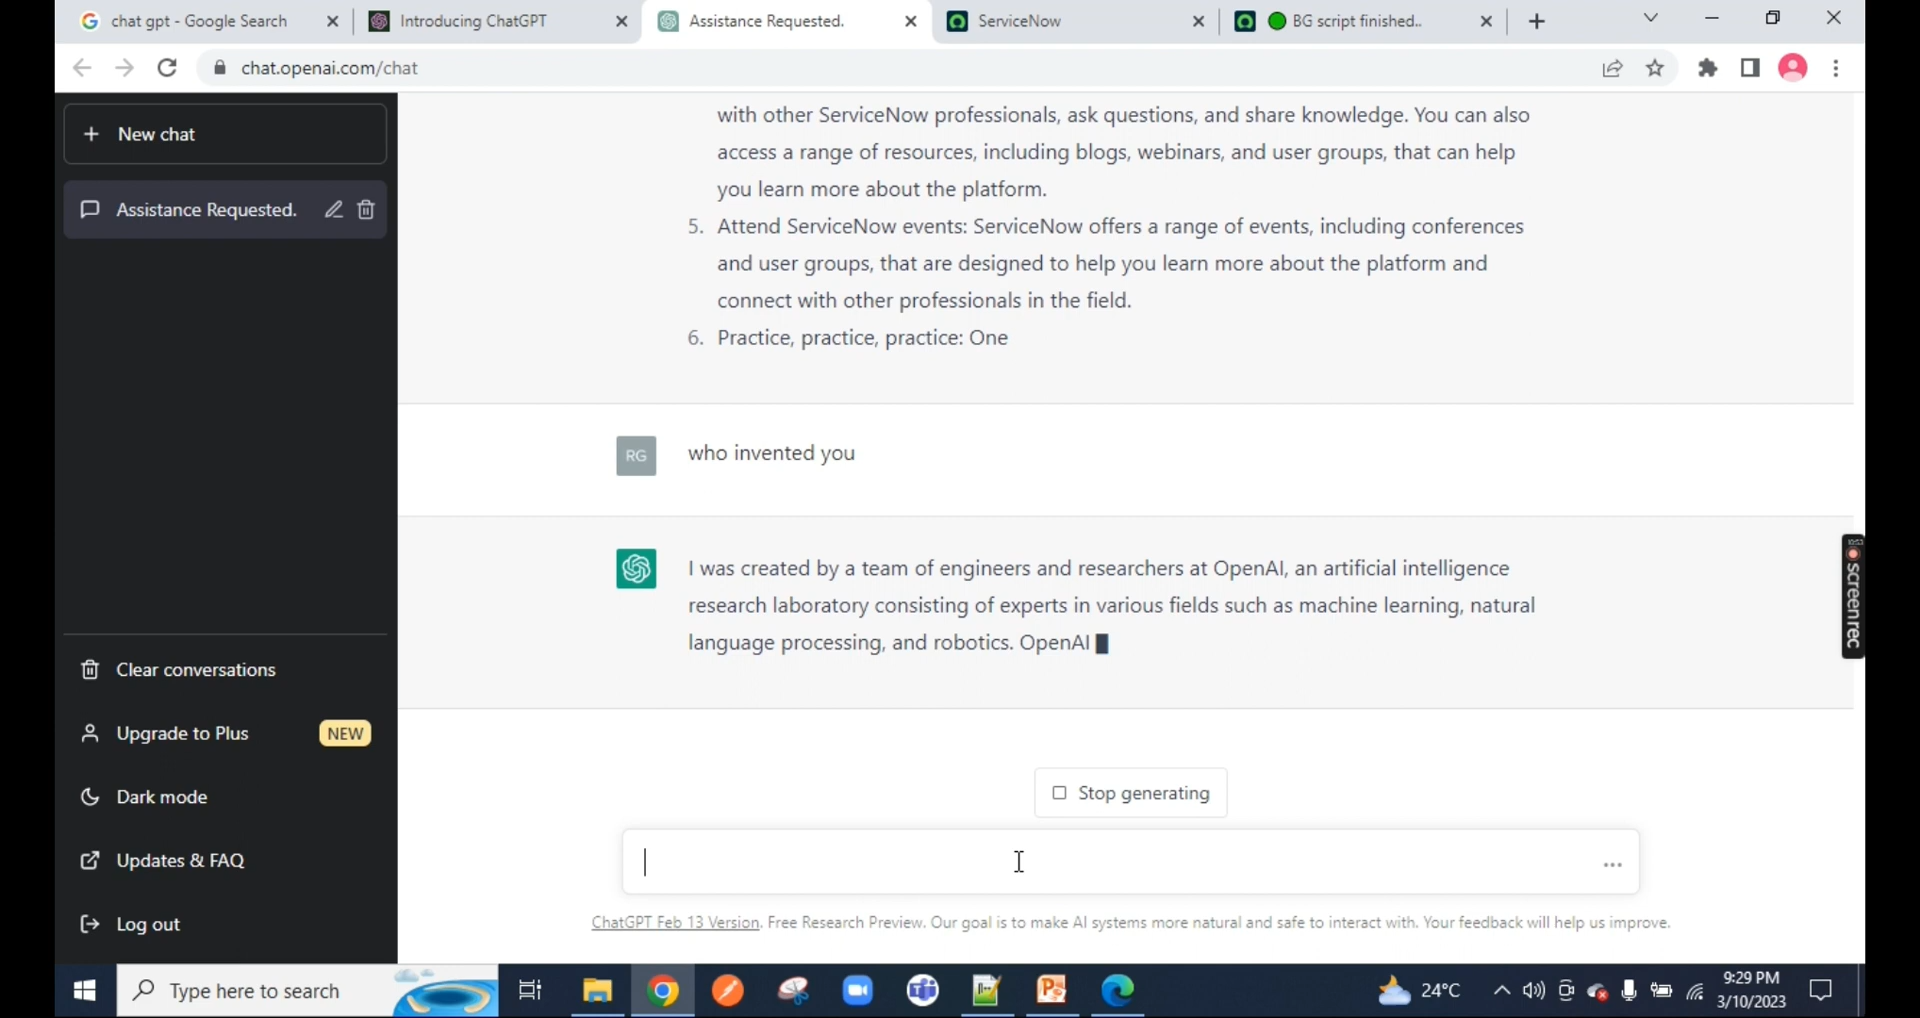 chat gpt - Google Search
Introducing ChatGPT
Assistance Requested.
ServiceNow
BG script finished..
chat.openai.com/chat
New chat
Assistance Requested.
with other ServiceNow professionals, ask questions, and share knowledge. You can also
access a range of resources, including blogs, webinars, and user groups, that can help
you learn more about the platform.
5. Attend ServiceNow events: ServiceNow offers a range of events, including conferences
and user groups, that are designed to help you learn more about the platform and
connect with other professionals in the field.
6. Practice, practice, practice: One
RG
who invented you
I was created by a team of engineers and researchers at OpenAI, an artificial intelligence
research laboratory consisting of experts in various fields such as machine learning, natural
language processing, and robotics. OpenAI
screenrec
Clear conversations
Upgrade to Plus NEW
Dark mode
Updates & FAQ
Log out
Stop generating
ChatGPT Feb 13 Version. Free Research Preview. Our goal is to make AI systems more natural and safe to interact with. Your feedback will help us improve.
Type here to search
24°C
9:29 PM
3/10/2023